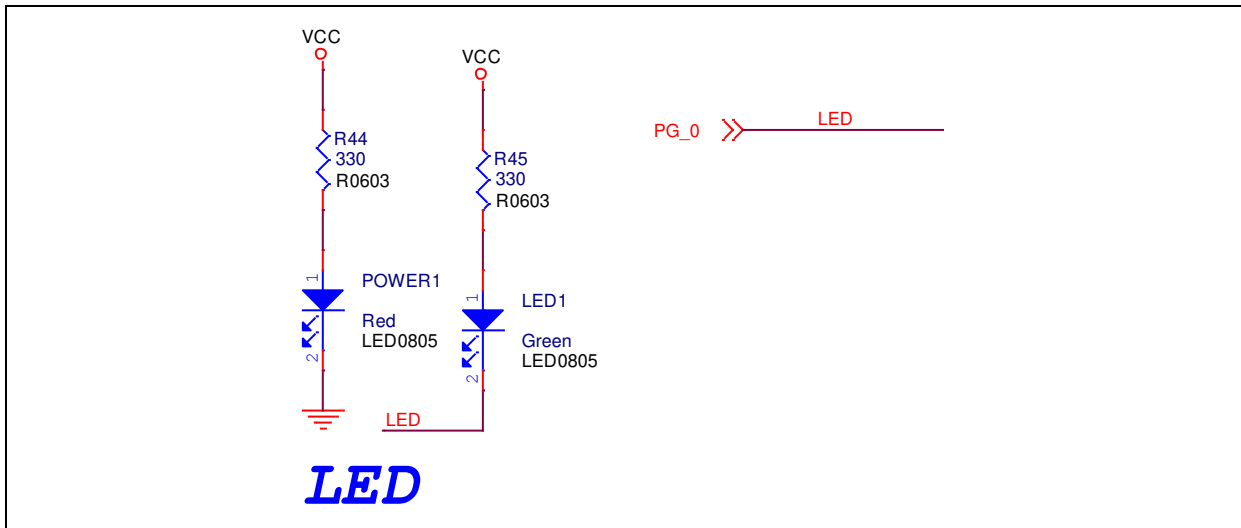 VCC
R44
330
R0603
1
POWER1
Red
LED0805
2
VCC
R45
330
R0603
1
LED1
Green
LED0805
2
LED
PG_0
LED
LED